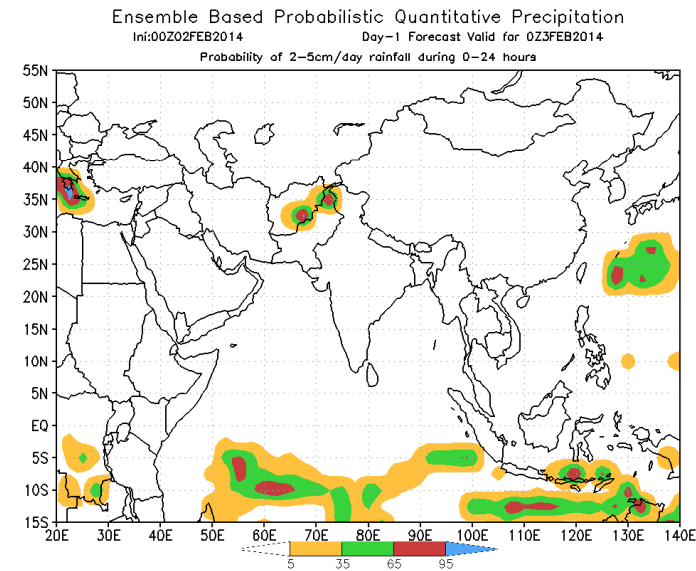 Ensemble Based Probabilistic Quantitative Precipitation
Ini:00Z02FEB2014 Day-1 Forecast Valid for 0Z3FEB2014
Probability of 2-5cm/day rainfall during 0-24 hours
55N
50N
45N
40N
35N
30N
25N
20N
15N
10N
5N
EQ
5S
10S
15S
20E 30E 40E 50E 60E 70E 80E 90E 100E 110E 120E 130E 140E
5 35 65 95